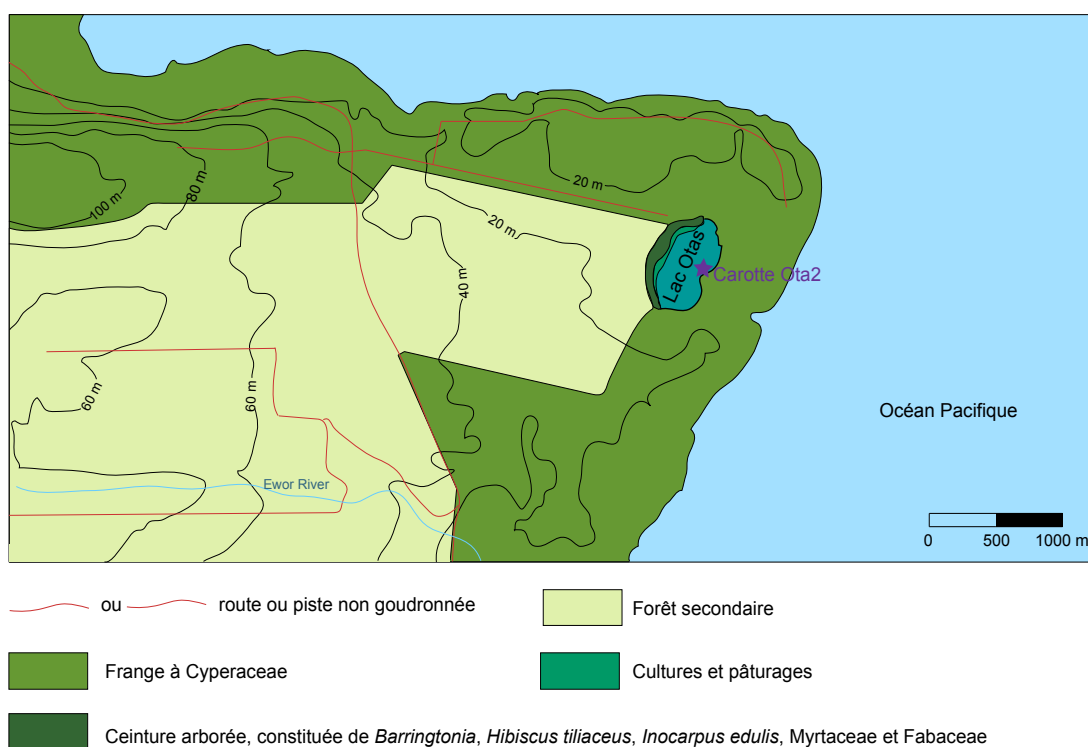 100 m
80 m
20 m
20 m
Lac Otas
Carotte Ota2
40 m
60 m
60 m
Océan Pacifique
Ewor River
0 500 1000 m
ou route ou piste non goudronnée
Forêt secondaire
Frange à Cyperaceae
Cultures et pâturages
Ceinture arborée, constituée de Barringtonia, Hibiscus tiliaceus, Inocarpus edulis, Myrtaceae et Fabaceae